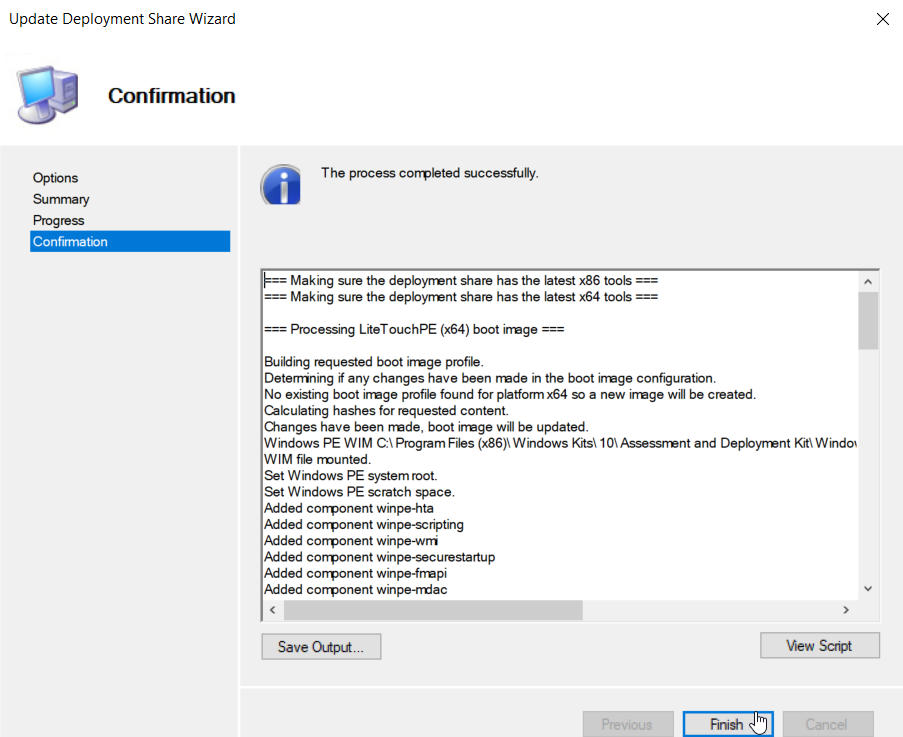 Update Deployment Share Wizard
Confirmation
Options
Summary
Progress
Confirmation
The process completed successfully.
=== Making sure the deployment share has the latest x86 tools ===
=== Making sure the deployment share has the latest x64 tools ===
=== Processing LiteTouchPE (x64) boot image ===
Building requested boot image profile.
Determining if any changes have been made in the boot image configuration.
No existing boot image profile found for platform x64 so a new image will be created.
Calculating hashes for requested content.
Changes have been made, boot image will be updated.
Windows PE WIM C:\Program Files (x86)\Windows Kits\10\Assessment and Deployment Kit\Windo
WIM file mounted.
Set Windows PE system root.
Set Windows PE scratch space.
Added component winpe-hta
Added component winpe-scripting
Added component winpe-wmi
Added component winpe-securestartup
Added component winpe-fmapi
Added component winpe-mdac
Save Output...
View Script
Previous
Finish
Cancel